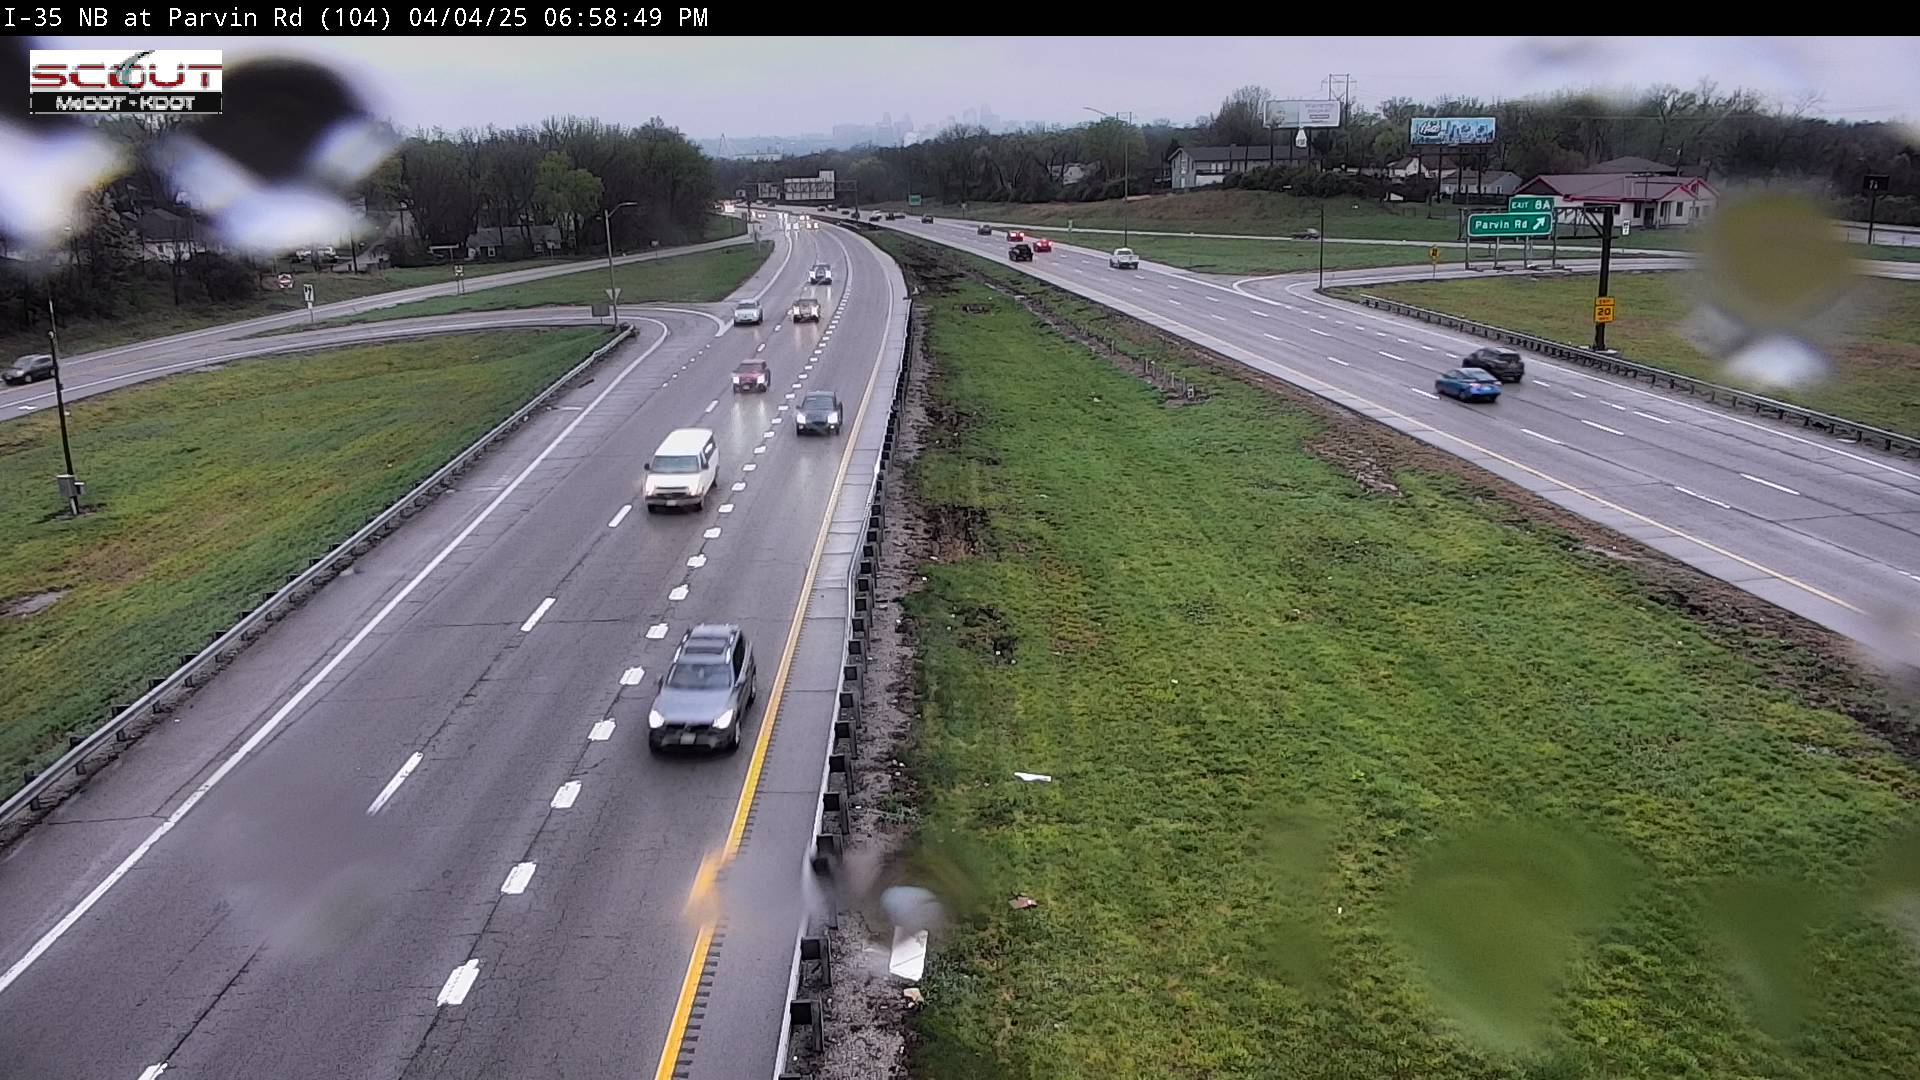 I-35 NB at Parvin Rd (104) 04/04/25 06:58:49 PM
SCOUT
MoDOT - KDOT
EXIT 8A
Parvin Rd
EXIT
20